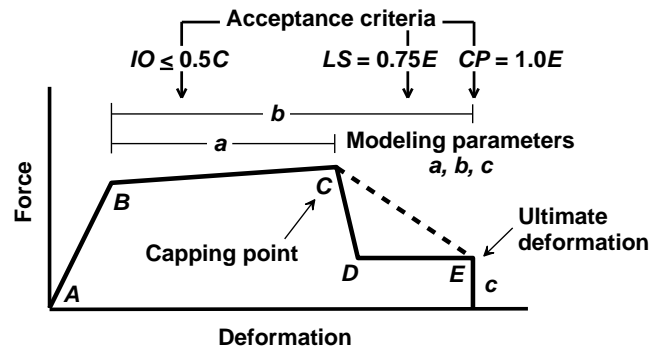 Acceptance criteria
IO ≤ 0.5C
LS = 0.75E
CP = 1.0E
b
a
Modeling parameters
a, b, c
Force
B
C
Capping point
Ultimate
deformation
D
E
c
A
Deformation